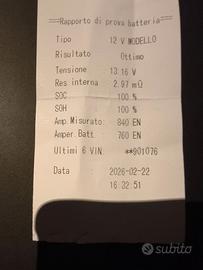 ===Rapporto di prova batteria===
Tipo 12 V MODELLO
Risultato Ottimo
Tensione 13.16 V
Res interna 2.97 mΩ
SOC 100 %
SOH 100 %
Amp.Misurato: 840 EN
Amper.Batt. 760 EN
Ultimi 6 VIN: **901076
Data : 2026-02-22
16:32:51
subito